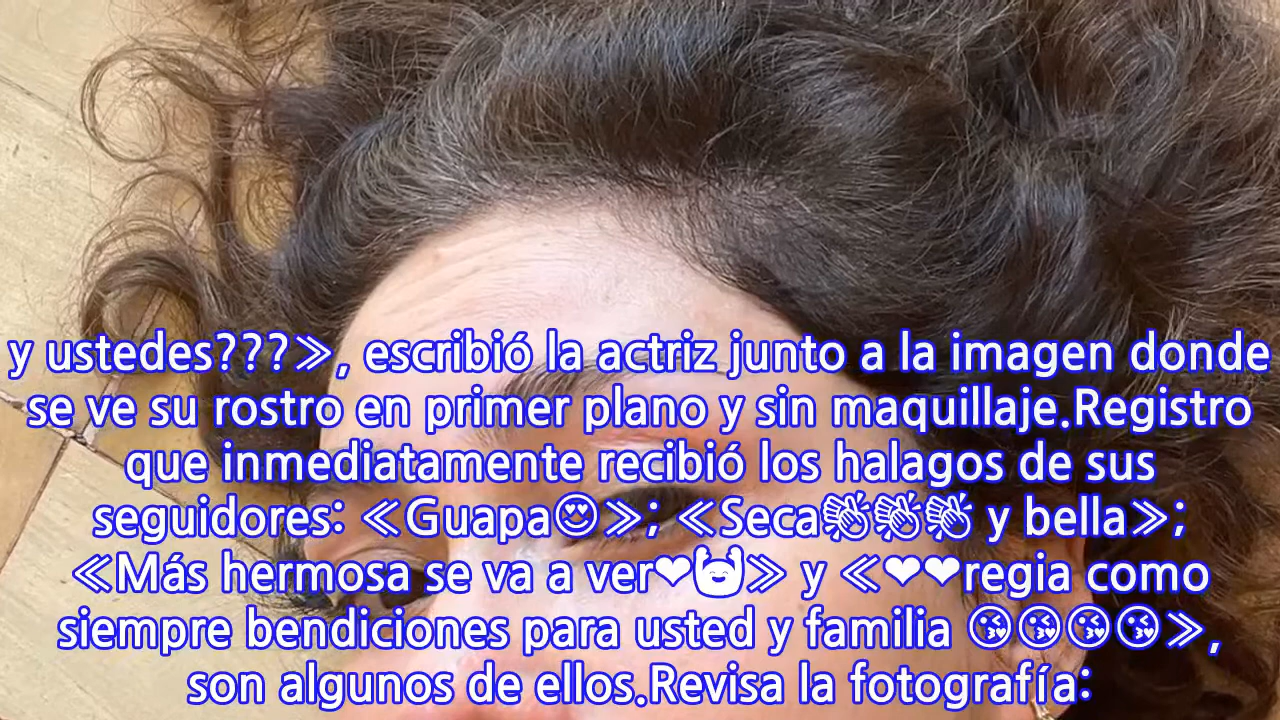 y ustedes???≫, escribió la actriz junto a la imagen donde
se ve su rostro en primer plano y sin maquillaje.Registro
que inmediatamente recibió los halagos de sus
seguidores: ≪Guapa😍≫; ≪Seca👏👏👏 y bella≫;
≪Más hermosa se va a ver❤🙌≫ y ≪❤❤regia como
siempre bendiciones para usted y familia 😘😘😘😘≫,
son algunos de ellos.Revisa la fotografía: